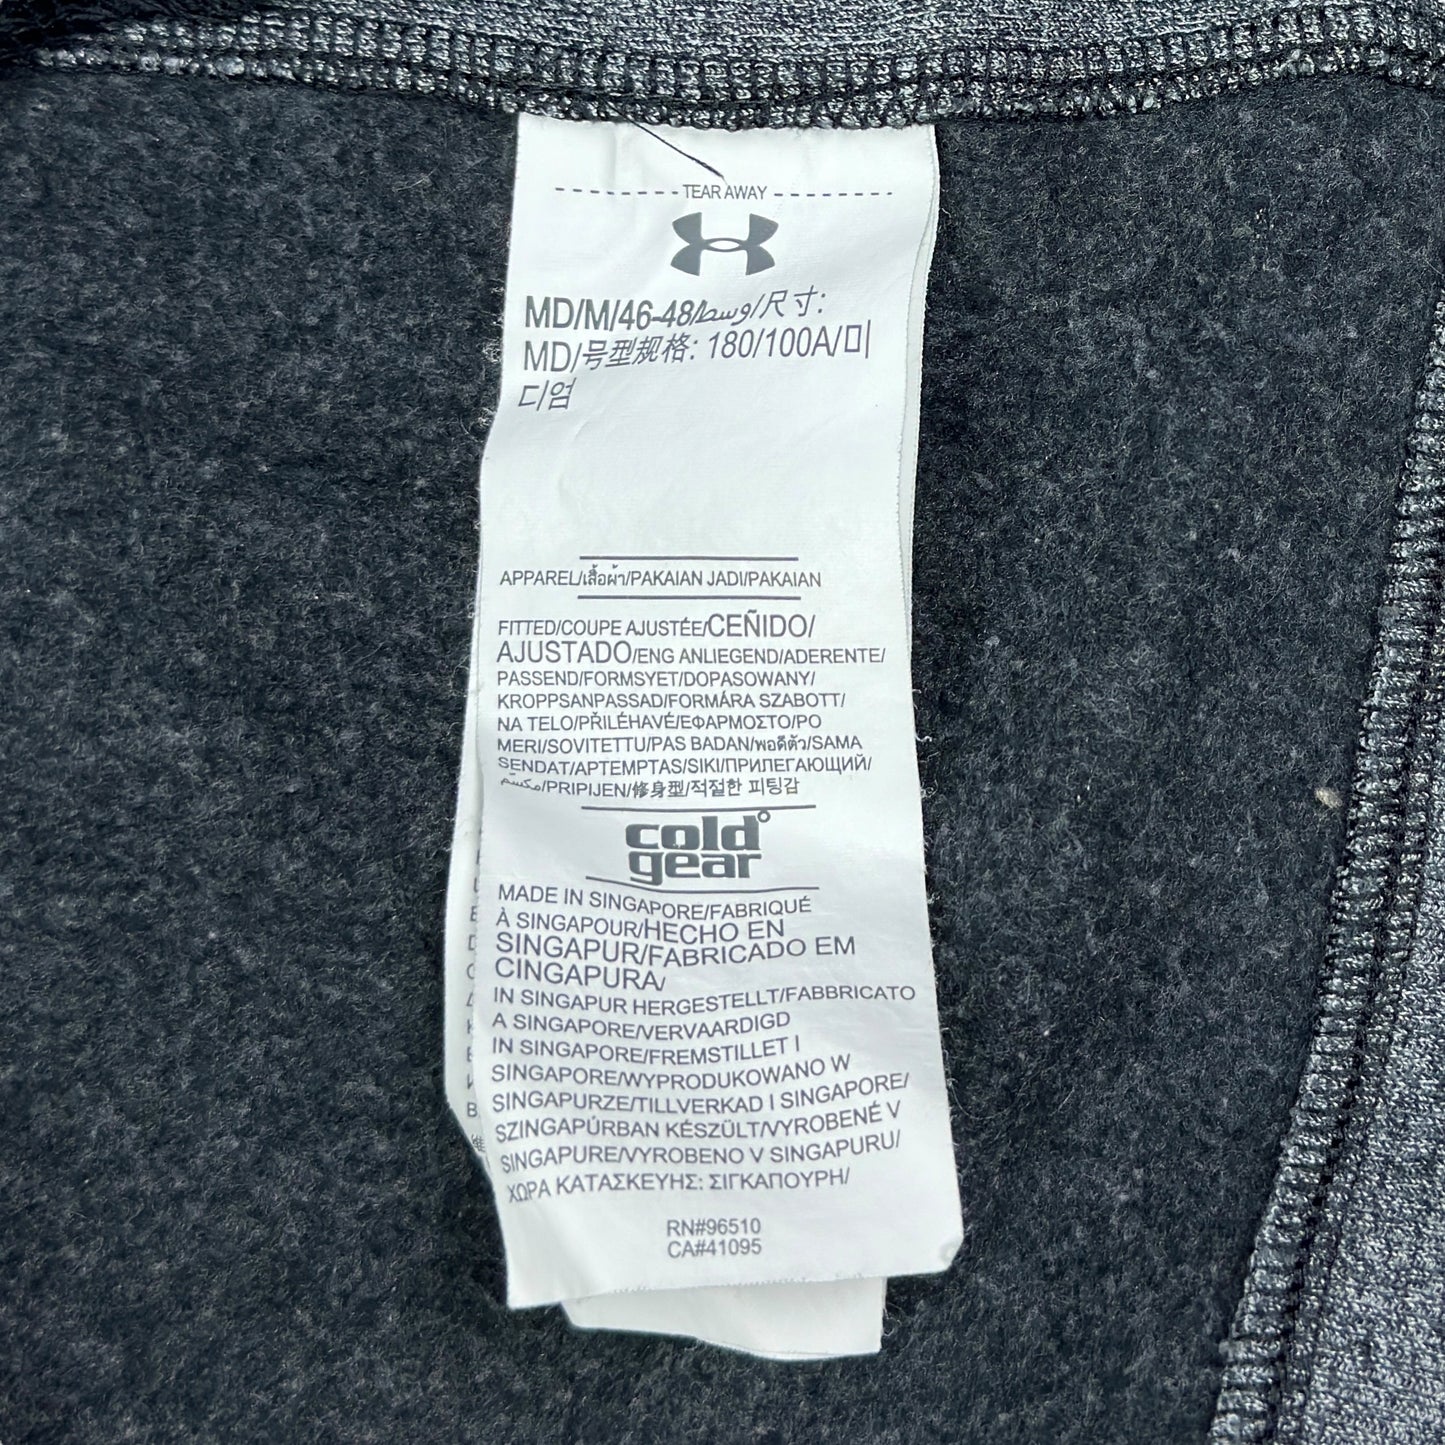 TEAR AWAY
MD/M/46-48/وسط/尺寸:
MD/号型规格: 180/100A/미
디엄
APPAREL/เสื้อผ้า/PAKAIAN JADI/PAKAIAN
FITTED/COUPE AJUSTÉE/CEÑIDO/
AJUSTADO/ENG ANLIEGEND/ADERENTE/
PASSEND/FORMSYET/DOPASOWANY/
KROPPSANPASSAD/FORMÁRA SZABOTT/
NA TELO/PŘILÉHAVÉ/ΕΦΑΡΜΟΣΤΟ/PO
MERI/SOVITETTU/PAS BADAN/พอดีตัว/SAMA
SENDAT/APTEMPTAS/SIKI/ПРИЛЕГАЮЩИЙ/
مكسّم/PRIPIJEN/修身型/적절한 피팅감
cold°
gear
MADE IN SINGAPORE/FABRIQUÉ
À SINGAPOUR/HECHO EN
SINGAPUR/FABRICADO EM
CINGAPURA/
IN SINGAPUR HERGESTELLT/FABBRICATO
A SINGAPORE/VERVAARDIGD
IN SINGAPORE/FREMSTILLET I
SINGAPORE/WYPRODUKOWANO W
SINGAPURZE/TILLVERKAD I SINGAPORE/
SZINGAPÚRBAN KÉSZÜLT/VYROBENÉ V
SINGAPURE/VYROBENO V SINGAPURU/
ΧΩΡΑ ΚΑΤΑΣΚΕΥΗΣ: ΣΙΓΚΑΠΟΥΡΗ/
RN#96510
CA#41095